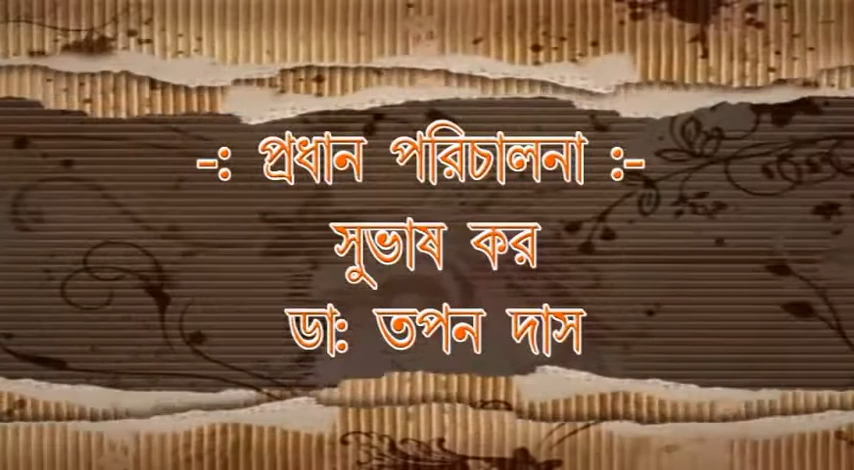 -: প্রধান পরিচালনা :-
সুভাষ কর
ডা: তপন দাস